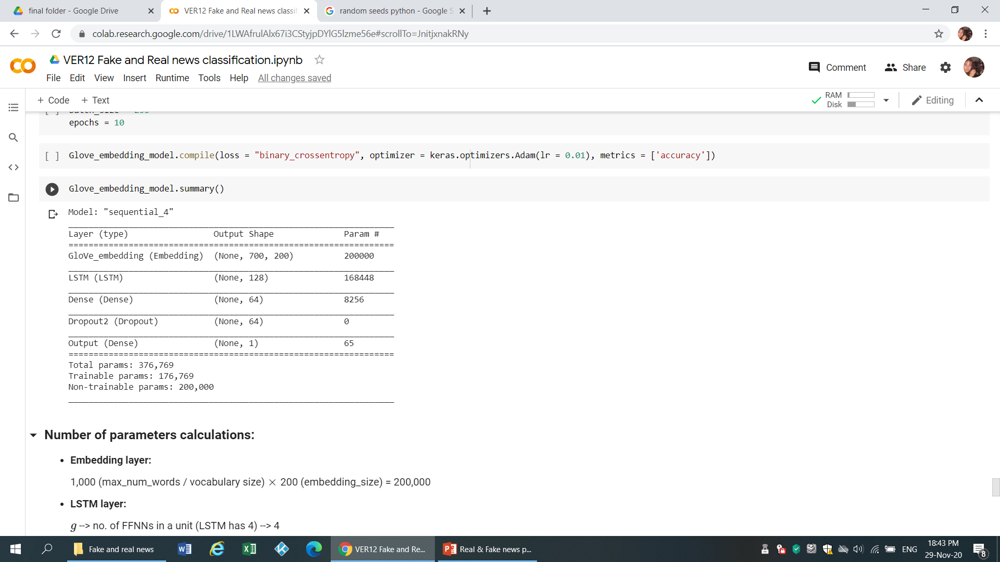 final folder - Google Drive
VER12 Fake and Real news classif
random seeds python - Google S
colab.research.google.com/drive/1LWAfrulAlx67i3CStyjpDYlG5lzme56e#scrollTo=JnitjxnakRNy
VER12 Fake and Real news classification.ipynb
Comment Share
File Edit View Insert Runtime Tools Help All changes saved
+ Code + Text
RAM
Disk
Editing
epochs = 10
[ ] Glove_embedding_model.compile(loss = "binary_crossentropy", optimizer = keras.optimizers.Adam(lr = 0.01), metrics = ['accuracy'])
Glove_embedding_model.summary()
Model: "sequential_4"
Layer (type) Output Shape Param #
=================================================================
GloVe_embedding (Embedding) (None, 700, 200) 200000
LSTM (LSTM) (None, 128) 168448
Dense (Dense) (None, 64) 8256
Dropout2 (Dropout) (None, 64) 0
Output (Dense) (None, 1) 65
=================================================================
Total params: 376,769
Trainable params: 176,769
Non-trainable params: 200,000
Number of parameters calculations:
• Embedding layer:
1,000 (max_num_words / vocabulary size) × 200 (embedding_size) = 200,000
• LSTM layer:
g --> no. of FFNNs in a unit (LSTM has 4) --> 4
Fake and real news
VER12 Fake and Re...
Real & Fake news p...
ENG
18:43 PM
29-Nov-20
8